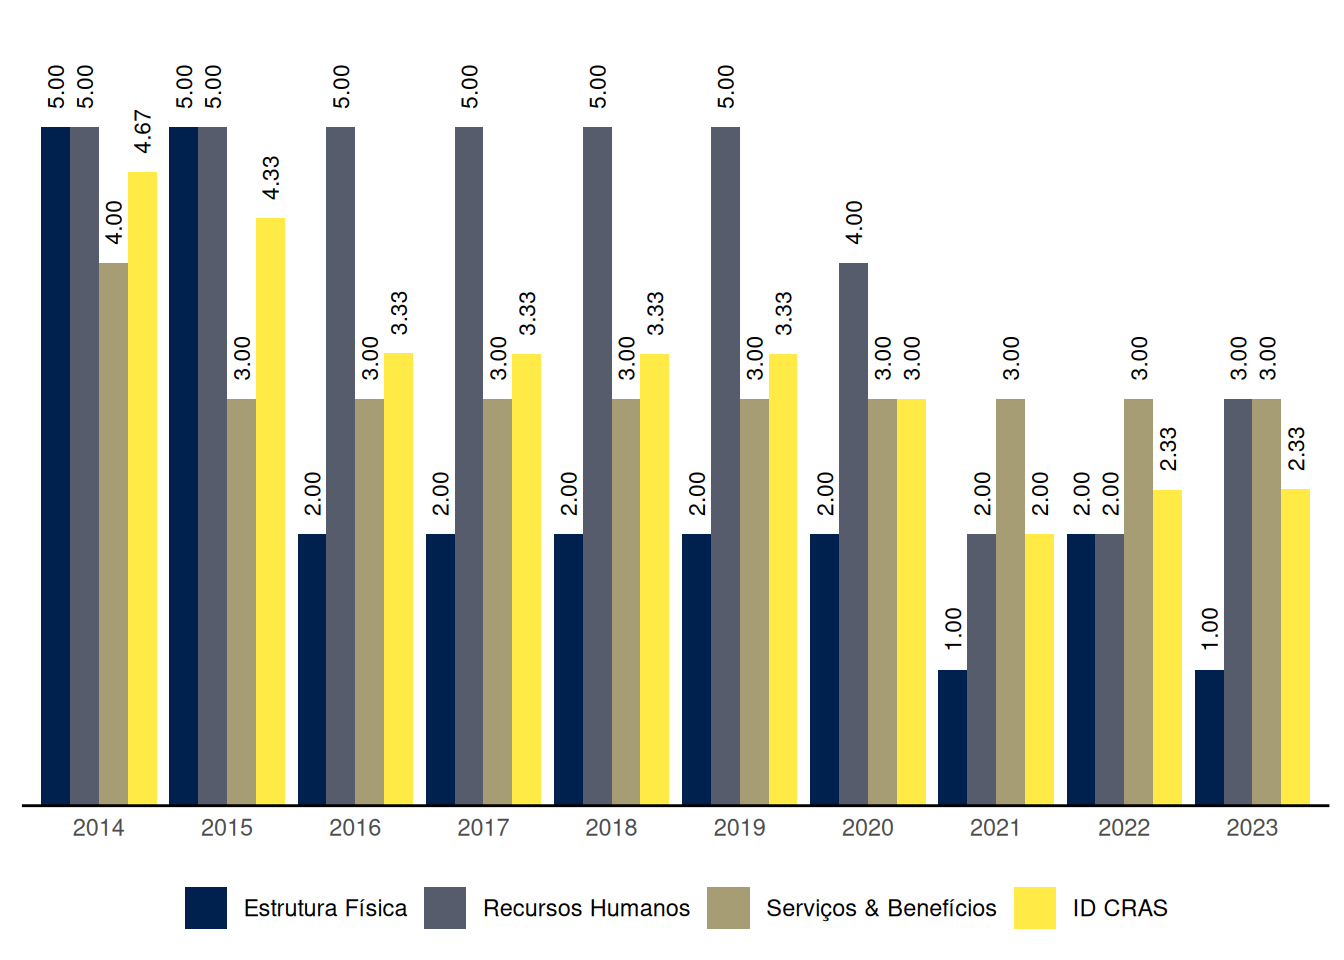 5.00 5.00 4.00 4.67
5.00 5.00 3.00 4.33
2.00 5.00 3.00 3.33
2.00 5.00 3.00 3.33
2.00 5.00 3.00 3.33
2.00 5.00 3.00 3.33
2.00 4.00 3.00 3.00
1.00 2.00 3.00 2.00
2.00 2.00 3.00 2.33
1.00 3.00 3.00 2.33
2014 2015 2016 2017 2018 2019 2020 2021 2022 2023
Estrutura Física Recursos Humanos Serviços & Benefícios ID CRAS